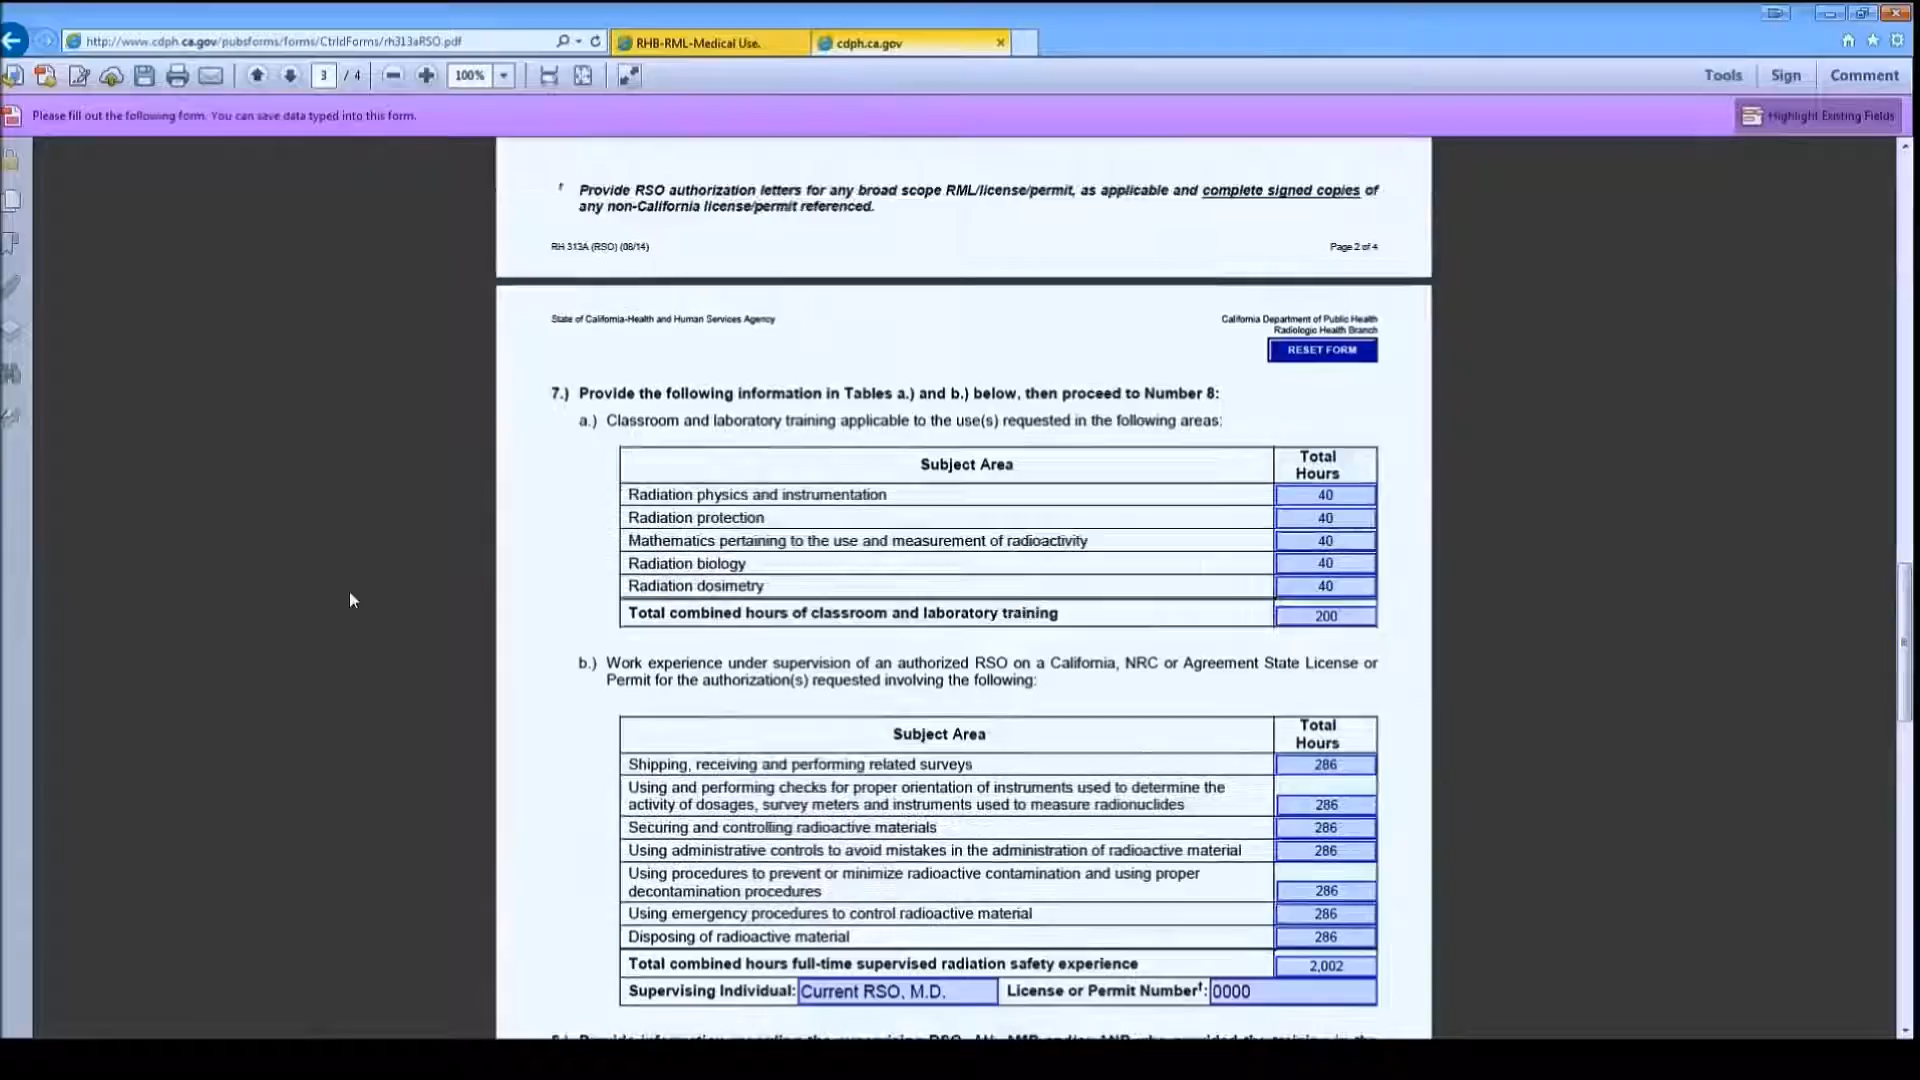 http://www.cdph.ca.gov/pubsforms/forms/CtrldForms/rh313aRSO.pdf
RHB-RML-Medical Use.
cdph.ca.gov
3 / 4
100%
Tools
Sign
Comment
Please fill out the following form. You can save data typed into this form.
Highlight Existing Fields
† Provide RSO authorization letters for any broad scope RML/license/permit, as applicable and complete signed copies of
any non-California license/permit referenced.
RH 313A (RSO) (08/14)
Page 2 of 4
State of California-Health and Human Services Agency
California Department of Public Health
Radiologic Health Branch
RESET FORM
7.) Provide the following information in Tables a.) and b.) below, then proceed to Number 8:
a.) Classroom and laboratory training applicable to the use(s) requested in the following areas:
Subject Area
Total
Hours
Radiation physics and instrumentation 40
Radiation protection 40
Mathematics pertaining to the use and measurement of radioactivity 40
Radiation biology 40
Radiation dosimetry 40
Total combined hours of classroom and laboratory training 200
b.) Work experience under supervision of an authorized RSO on a California, NRC or Agreement State License or
Permit for the authorization(s) requested involving the following:
Subject Area
Total
Hours
Shipping, receiving and performing related surveys 286
Using and performing checks for proper orientation of instruments used to determine the
activity of dosages, survey meters and instruments used to measure radionuclides 286
Securing and controlling radioactive materials 286
Using administrative controls to avoid mistakes in the administration of radioactive material 286
Using procedures to prevent or minimize radioactive contamination and using proper
decontamination procedures 286
Using emergency procedures to control radioactive material 286
Disposing of radioactive material 286
Total combined hours full-time supervised radiation safety experience 2,002
Supervising Individual: Current RSO, M.D. License or Permit Number†: 0000